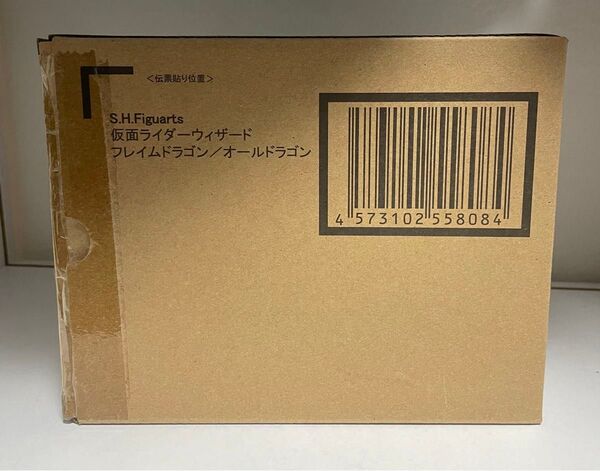 ＜伝票貼り位置＞
S.H.Figuarts
仮面ライダーウィザード
フレイムドラゴン／オールドラゴン
4 573102 558084